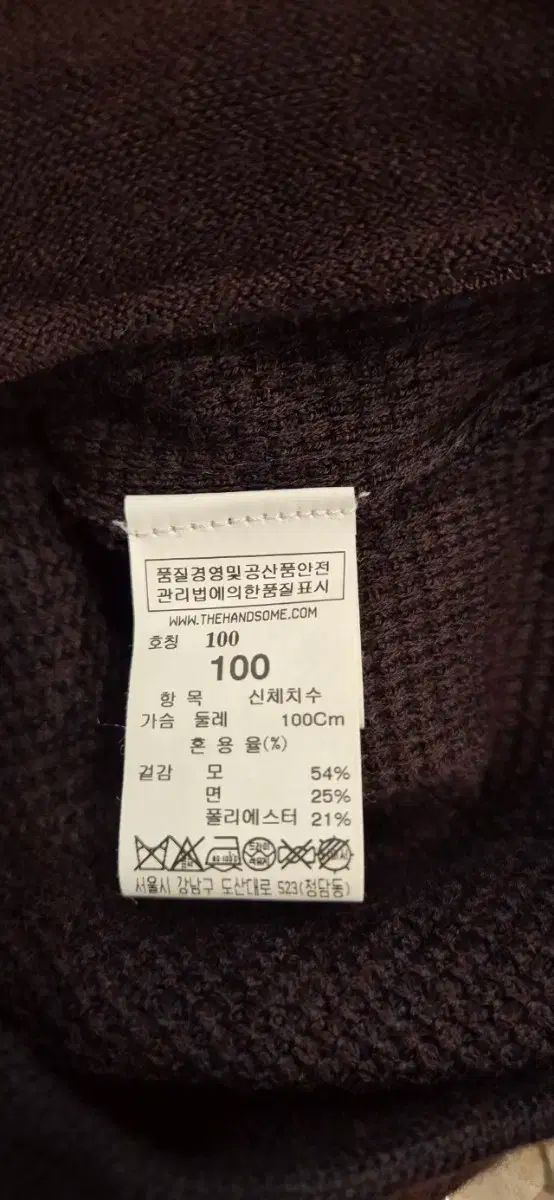 품질경영및공산품안전
관리법에의한품질표시
WWW.THEHANDSOME.COM
호칭 100
100
항 목 신체치수
가슴 둘레 100Cm
혼 용 율(%)
겉감 모 54%
면 25%
폴리에스터 21%
드라이
서울시 강남구 도산대로 523(청담동)